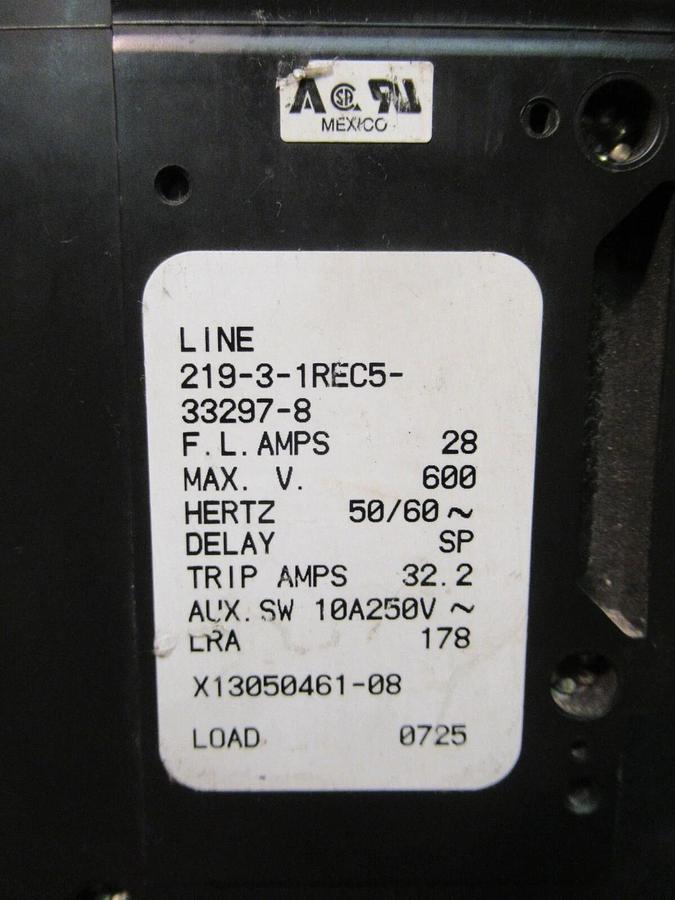 SA
MEXICO
LINE
219-3-1REC5-
33297-8
F.L.AMPS 28
MAX. V. 600
HERTZ 50/60~
DELAY SP
TRIP AMPS 32.2
AUX.SW 10A250V~
LRA 178
X13050461-08
LOAD 0725